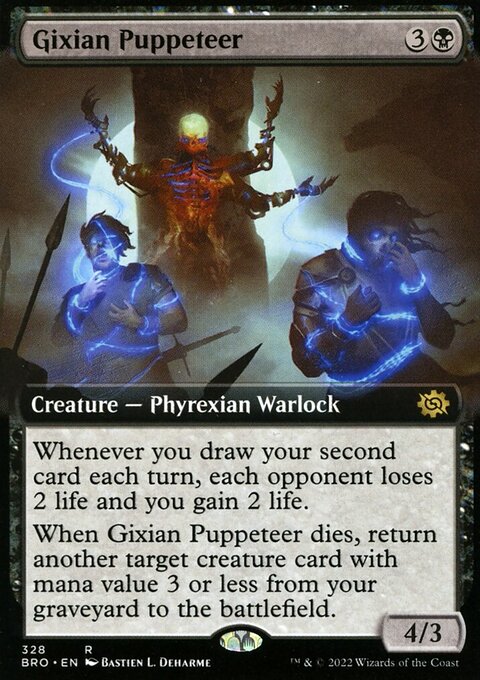 Gixian Puppeteer 3
Creature — Phyrexian Warlock
Whenever you draw your second
card each turn, each opponent loses
2 life and you gain 2 life.
When Gixian Puppeteer dies, return
another target creature card with
mana value 3 or less from your
graveyard to the battlefield.
4/3
328 R
BRO • EN Bastien L. Deharme
™ & © 2022 Wizards of the Coast